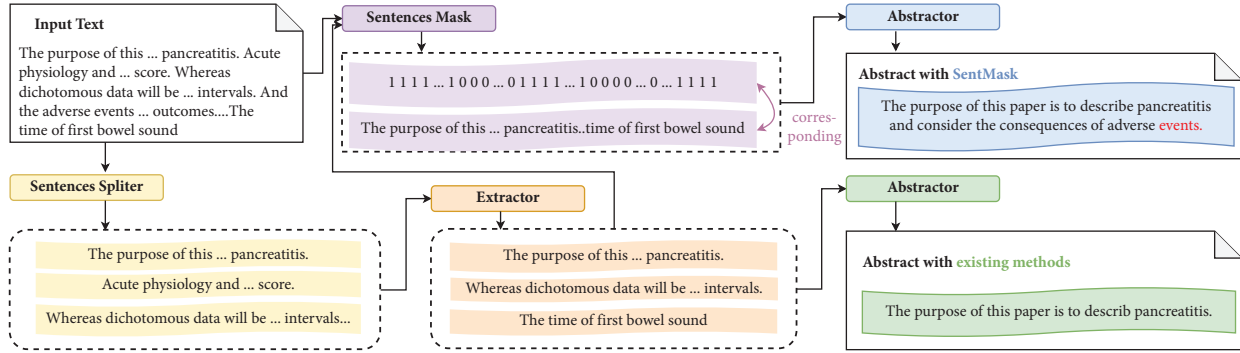 Input Text
The purpose of this ... pancreatitis. Acute
physiology and ... score. Whereas
dichotomous data will be ... intervals. And
the adverse events ... outcomes....The
time of first bowel sound
Sentences Mask
1 1 1 1 ... 1 0 0 0 ... 0 1 1 1 1 ... 1 0 0 0 0 ... 0 ... 1 1 1 1
The purpose of this ... pancreatitis..time of first bowel sound
corres-
ponding
Abstractor
Abstract with SentMask
The purpose of this paper is to describe pancreatitis
and consider the consequences of adverse events.
Sentences Spliter
The purpose of this ... pancreatitis.
Acute physiology and ... score.
Whereas dichotomous data will be ... intervals...
Extractor
The purpose of this ... pancreatitis.
Whereas dichotomous data will be ... intervals.
The time of first bowel sound
Abstractor
Abstract with existing methods
The purpose of this paper is to describ pancreatitis.